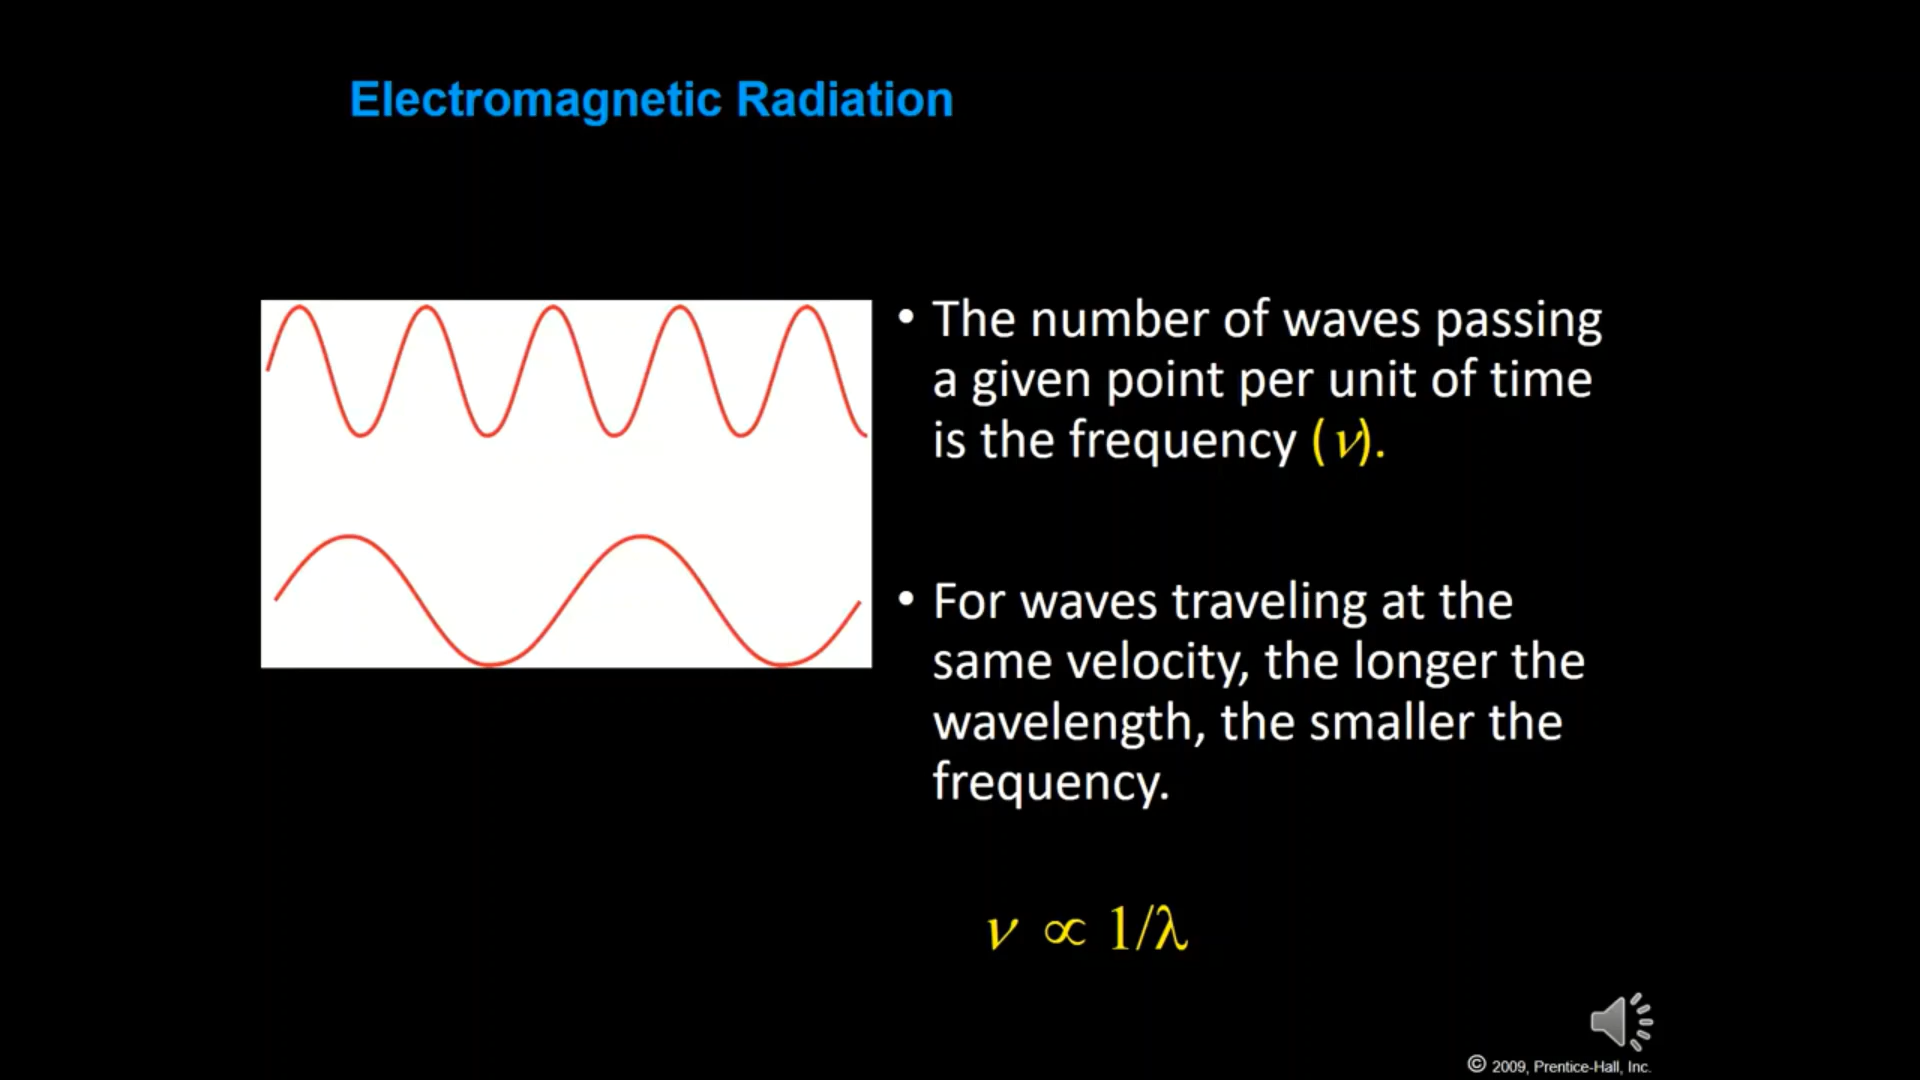 Electromagnetic Radiation
• The number of waves passing
a given point per unit of time
is the frequency (ν).
• For waves traveling at the
same velocity, the longer the
wavelength, the smaller the
frequency.
ν ∝ 1/λ
© 2009, Prentice-Hall, Inc.